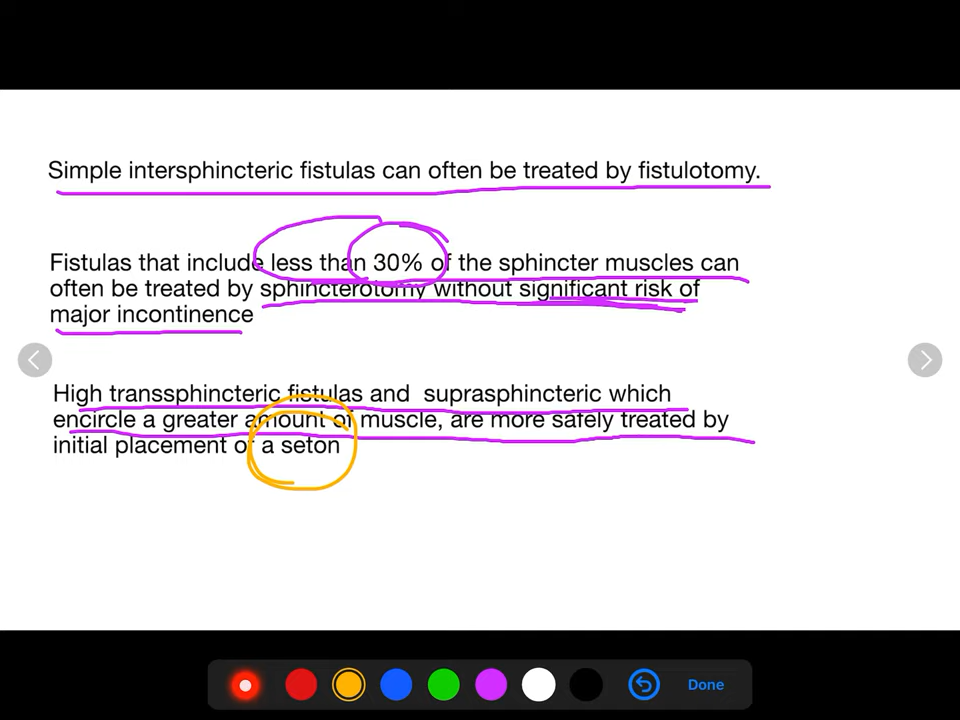 Simple intersphincteric fistulas can often be treated by fistulotomy.
Fistulas that include less than 30% of the sphincter muscles can
often be treated by sphincterotomy without significant risk of
major incontinence
High transsphincteric fistulas and suprasphincteric which
encircle a greater amount of muscle, are more safely treated by
initial placement of a seton
Done